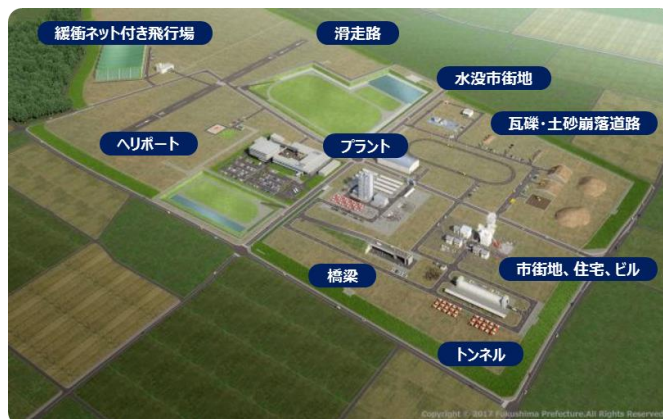 緩衝ネット付き飛行場
滑走路
水没市街地
瓦礫・土砂崩落道路
ヘリポート
プラント
市街地、住宅、ビル
橋梁
トンネル
Copyright © 2017 Fukushima Prefecture.All Rights Reserved.